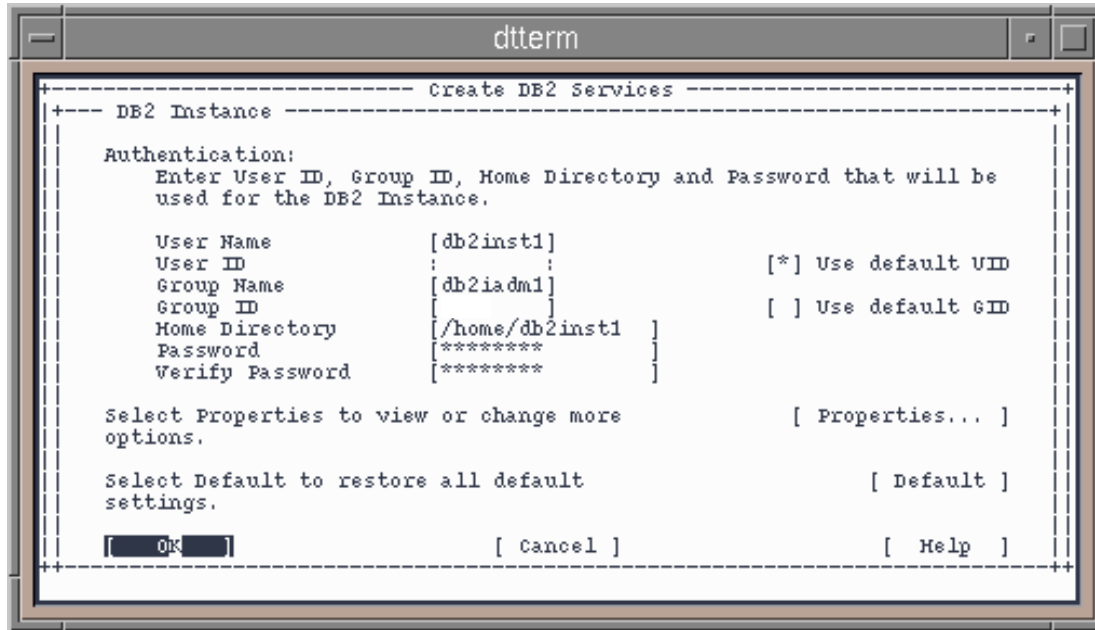 dtterm
Create DB2 Services
DB2 Instance
Authentication:
Enter User ID, Group ID, Home Directory and Password that will be
used for the DB2 Instance.
User Name [db2inst1]
User ID : : [*] Use default UID
Group Name [db2iadm1]
Group ID [ ] [ ] Use default GID
Home Directory [/home/db2inst1 ]
Password [******** ]
Verify Password [******** ]
Select Properties to view or change more [ Properties... ]
options.
Select Default to restore all default [ Default ]
settings.
[ OK ] [ Cancel ] [ Help ]